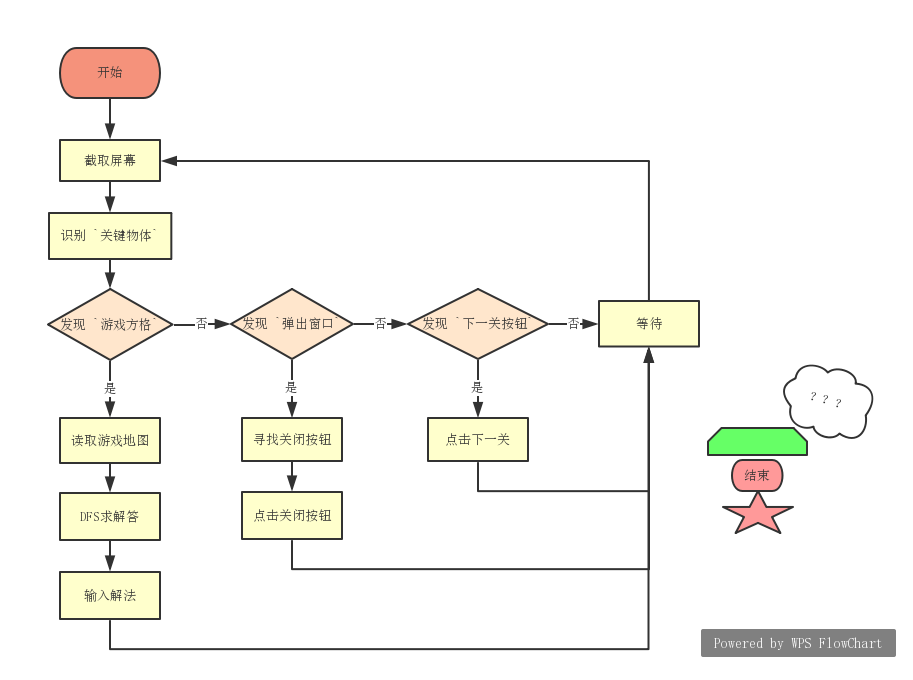 开始
截取屏幕
识别 `关键物体`
发现 `游戏方格`
否
发现 `弹出窗口`
否
发现 `下一关按钮`
否
等待
是
是
是
？？？
读取游戏地图
寻找关闭按钮
点击下一关
结束
DFS求解答
点击关闭按钮
输入解法
Powered by WPS FlowChart